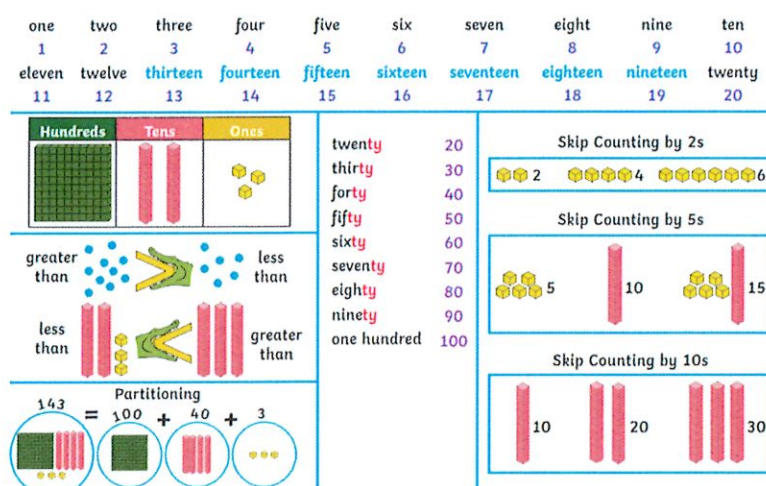 one two three four five six seven eight nine ten
1 2 3 4 5 6 7 8 9 10
eleven twelve thirteen fourteen fifteen sixteen seventeen eighteen nineteen twenty
11 12 13 14 15 16 17 18 19 20
Hundreds Tens Ones
greater than
less than
less than
greater than
Partitioning
143 = 100 + 40 + 3
twenty 20
thirty 30
forty 40
fifty 50
sixty 60
seventy 70
eighty 80
ninety 90
one hundred 100
Skip Counting by 2s
2 4 6
Skip Counting by 5s
5 10 15
Skip Counting by 10s
10 20 30